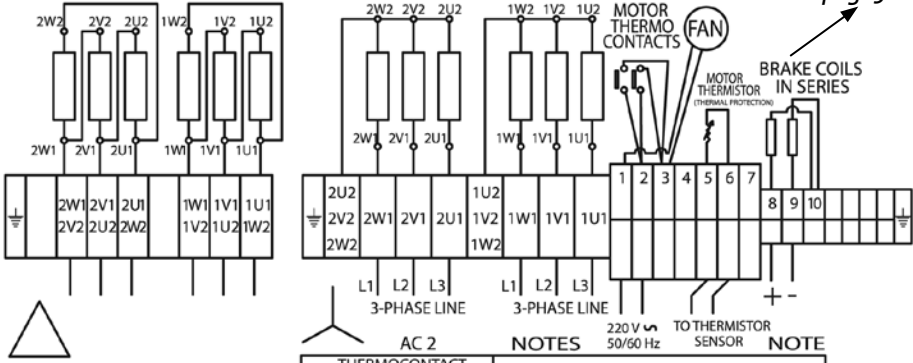 2W2 2V2 2U2 1W2 1V2 1U2
2W1 2V1 2U1 1W1 1V1 1U1
2W1 2V1 2U1 1W1 1V1 1U1
2V2 2U2 2W2 1V2 1U2 1W2
2W2 2V2 2U2 1W2 1V2 1U2
2W1 2V1 2U1 1W1 1V1 1U1
2U2
2V2
2W2
2W1 2V1 2U1
1U2
1V2
1W2
1W1 1V1 1U1
L1 L2 L3 L1 L2 L3
3-PHASE LINE 3-PHASE LINE
MOTOR
THERMO
CONTACTS
FAN
MOTOR
THERMISTOR
(THERMAL PROTECTION)
BRAKE COILS
IN SERIES
1 2 3 4 5 6 7 8 9 10
+ -
220 V ∽
50/60 Hz
TO THERMISTOR
SENSOR
AC 2 NOTES NOTE